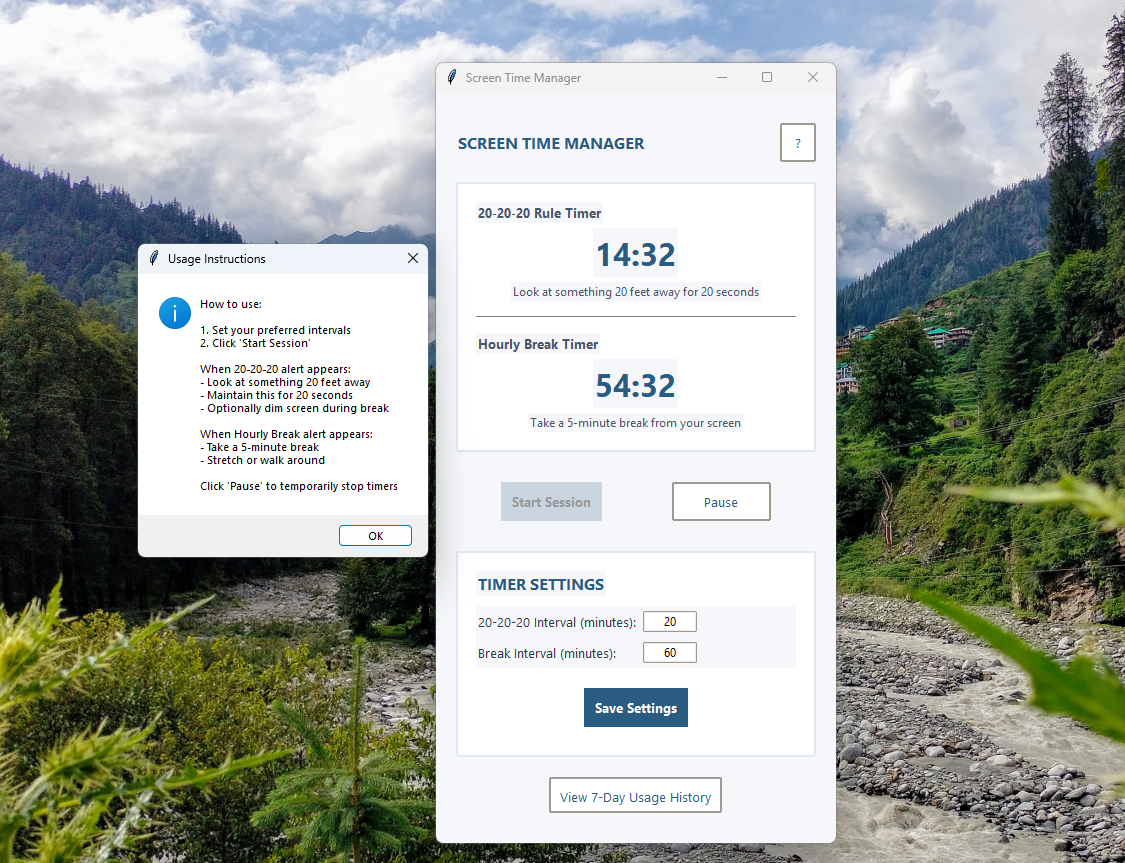 Screen Time Manager
SCREEN TIME MANAGER
?
20-20-20 Rule Timer
14:32
Look at something 20 feet away for 20 seconds
Hourly Break Timer
54:32
Take a 5-minute break from your screen
Start Session
Pause
TIMER SETTINGS
20-20-20 Interval (minutes): 20
Break Interval (minutes): 60
Save Settings
View 7-Day Usage History
Usage Instructions
How to use:
1. Set your preferred intervals
2. Click 'Start Session'
When 20-20-20 alert appears:
- Look at something 20 feet away
- Maintain this for 20 seconds
- Optionally dim screen during break
When Hourly Break alert appears:
- Take a 5-minute break
- Stretch or walk around
Click 'Pause' to temporarily stop timers
OK